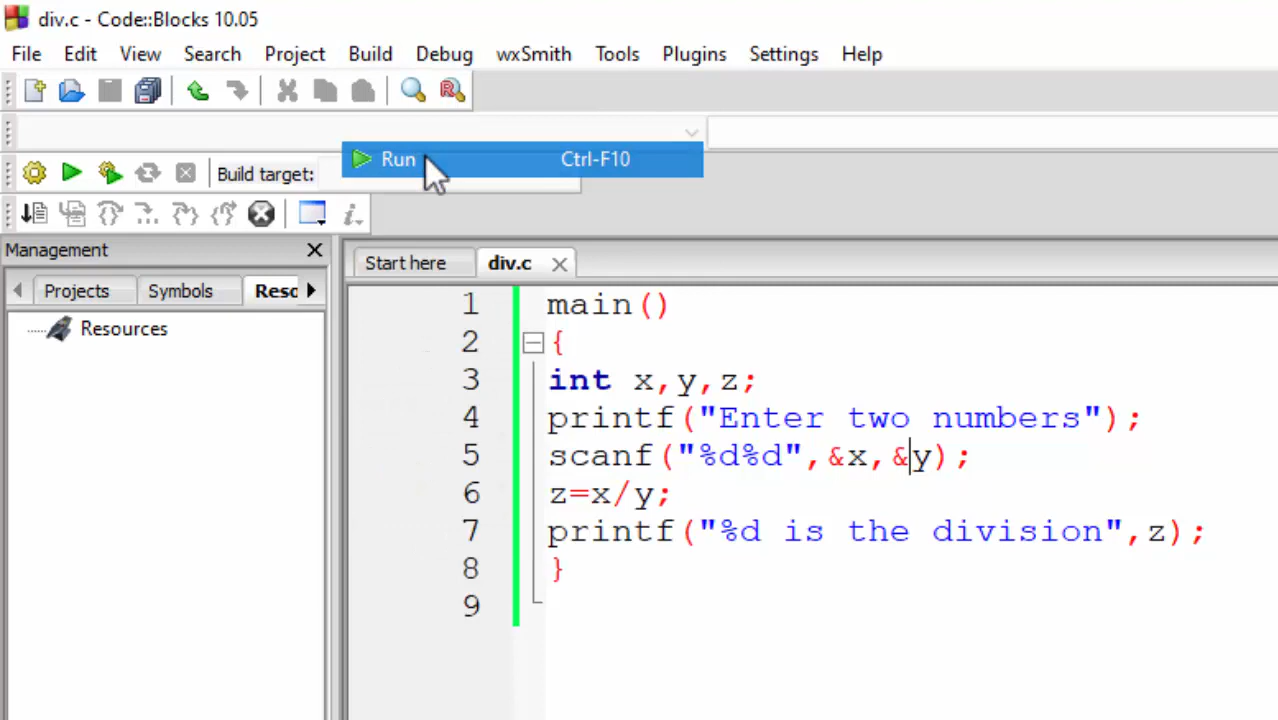 div.c - Code::Blocks 10.05
File Edit View Search Project Build Debug wxSmith Tools Plugins Settings Help
Run Ctrl-F10
Build target:
Management
Start here div.c
Projects Symbols Reso
Resources
1 main()
2 {
3 int x,y,z;
4 printf("Enter two numbers");
5 scanf("%d%d",&x,&y);
6 z=x/y;
7 printf("%d is the division",z);
8 }
9